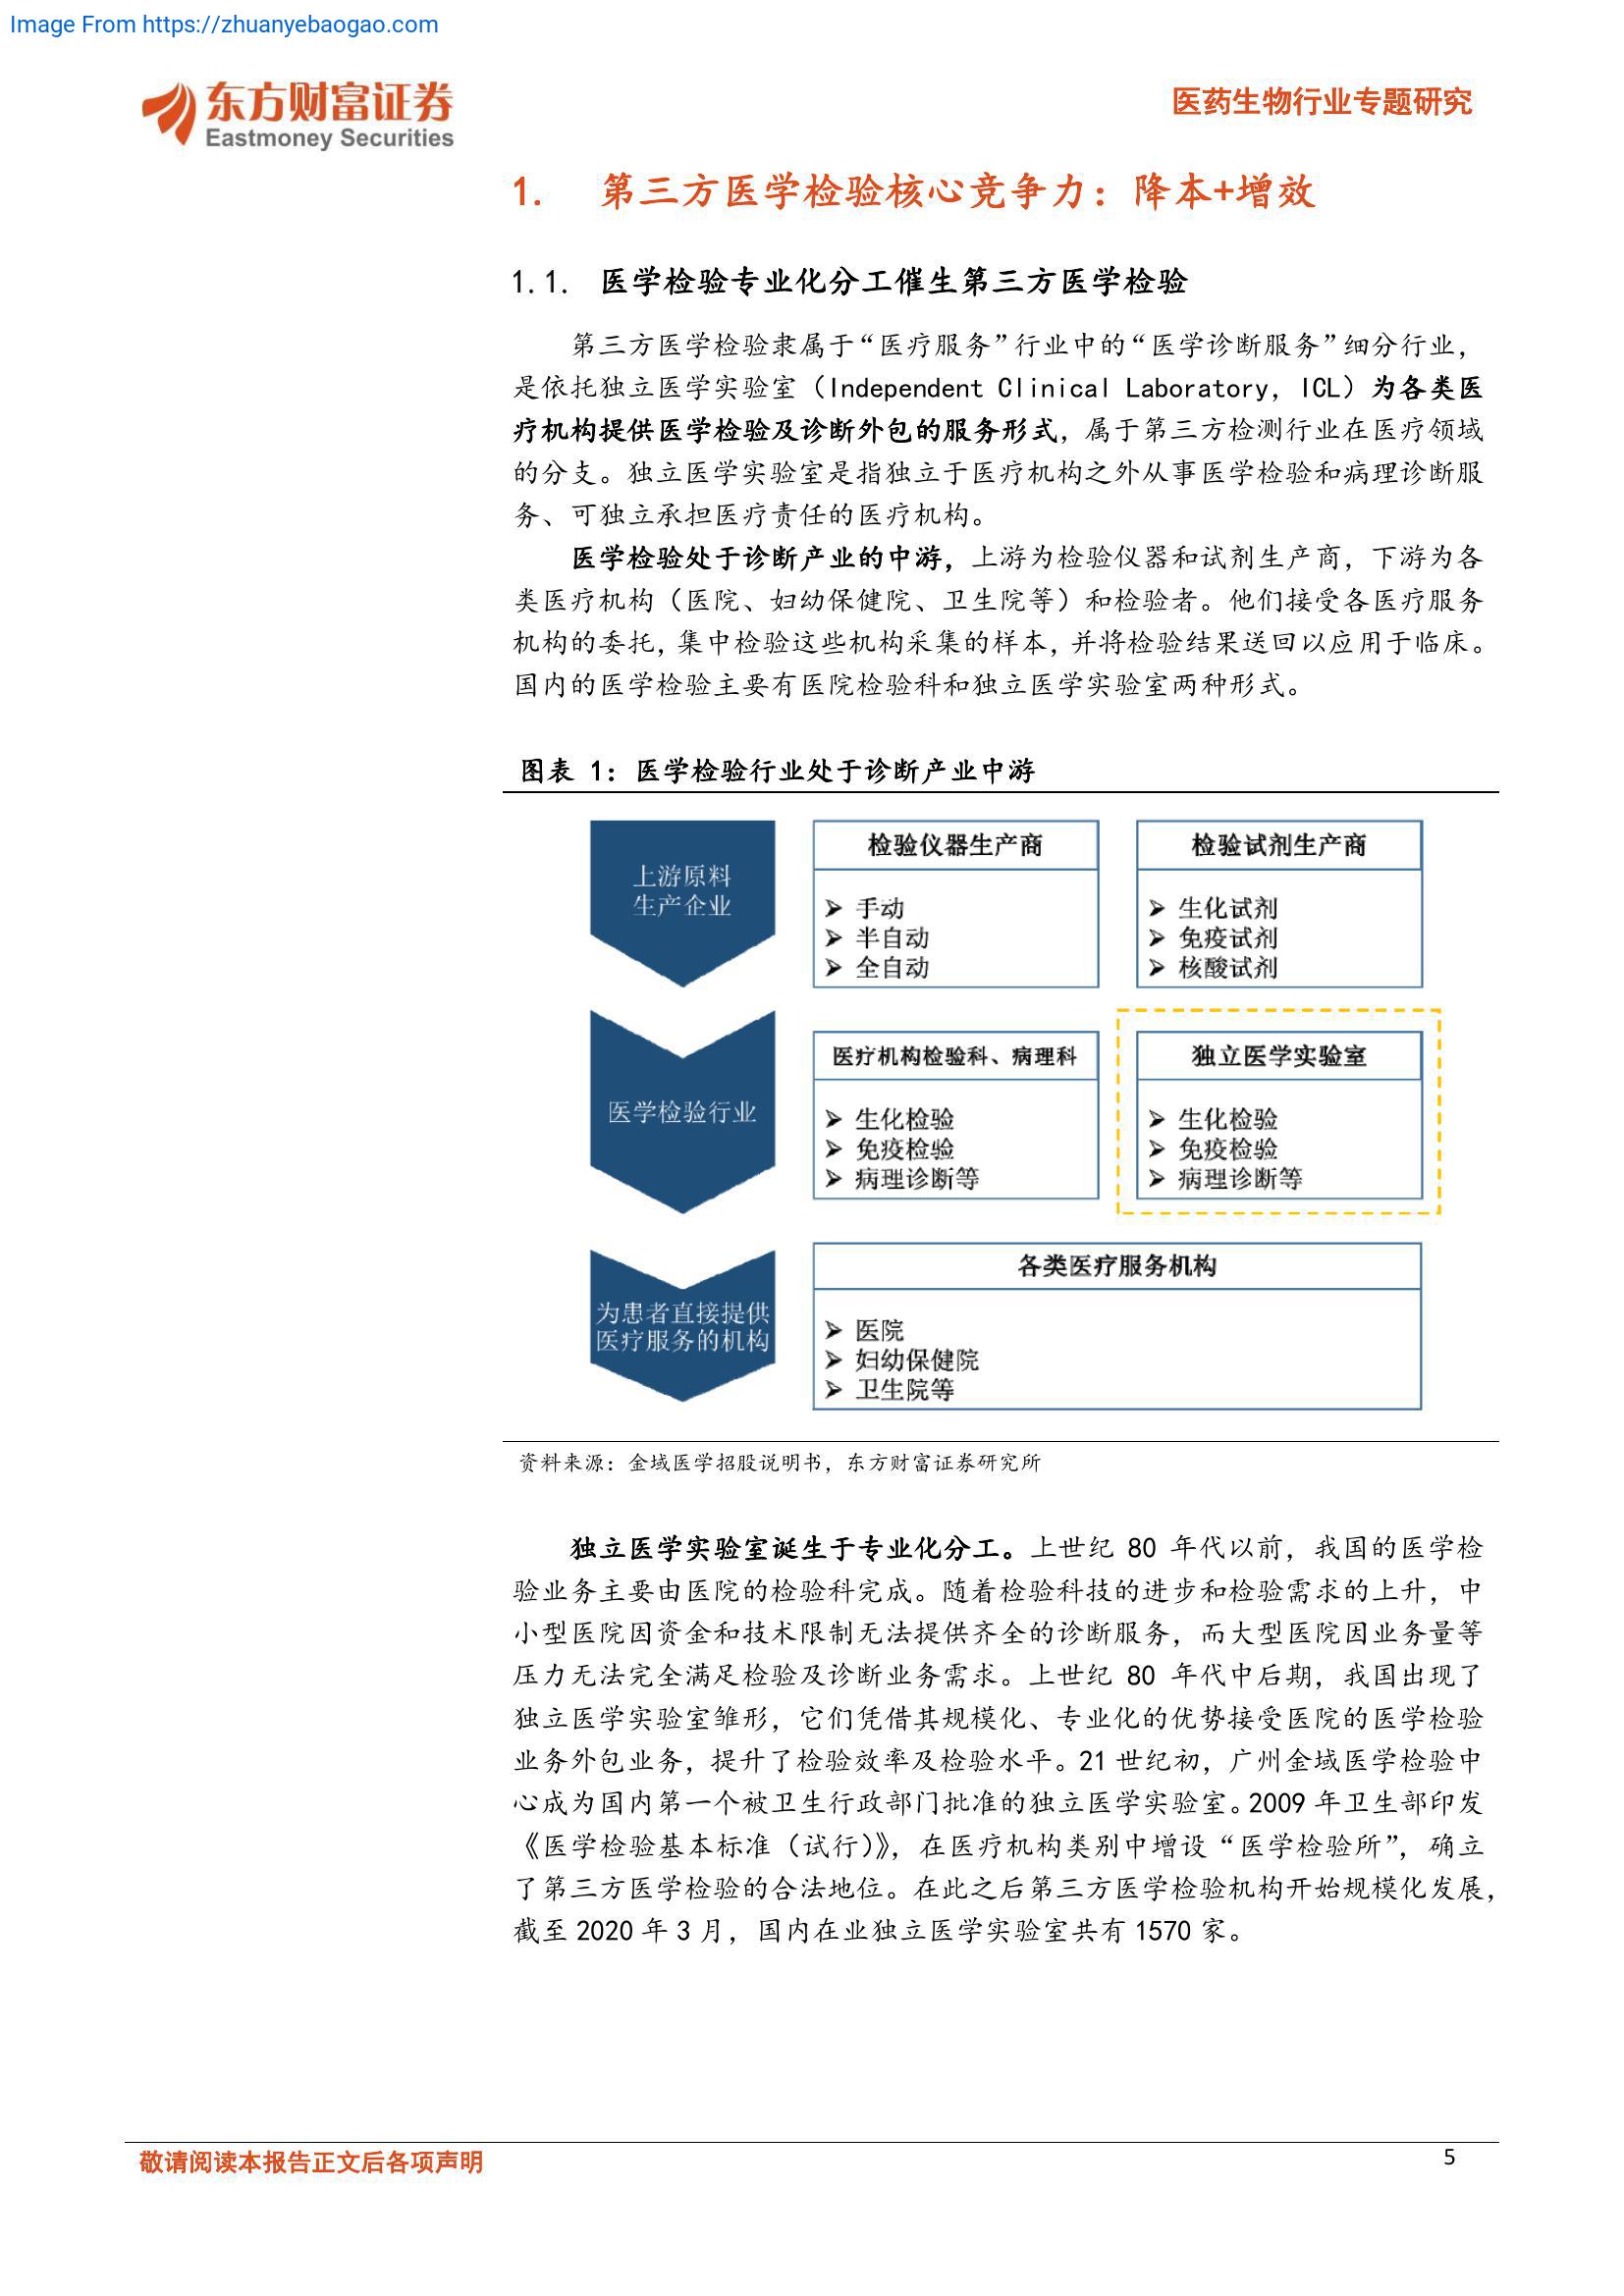 Image From https://zhuanyebaogao.com
东方财富证券
Eastmoney Securities
医药生物行业专题研究
1. 第三方医学检验核心竞争力：降本+增效
1.1. 医学检验专业化分工催生第三方医学检验
第三方医学检验隶属于“医疗服务”行业中的“医学诊断服务”细分行业，
是依托独立医学实验室（Independent Clinical Laboratory，ICL）为各类医
疗机构提供医学检验及诊断外包的服务形式，属于第三方检测行业在医疗领域
的分支。独立医学实验室是指独立于医疗机构之外从事医学检验和病理诊断服
务、可独立承担医疗责任的医疗机构。
医学检验处于诊断产业的中游，上游为检验仪器和试剂生产商，下游为各
类医疗机构（医院、妇幼保健院、卫生院等）和检验者。他们接受各医疗服务
机构的委托，集中检验这些机构采集的样本，并将检验结果送回以应用于临床。
国内的医学检验主要有医院检验科和独立医学实验室两种形式。
图表 1：医学检验行业处于诊断产业中游
上游原料
生产企业
检验仪器生产商
➢ 手动
➢ 半自动
➢ 全自动
检验试剂生产商
➢ 生化试剂
➢ 免疫试剂
➢ 核酸试剂
医学检验行业
医疗机构检验科、病理科
➢ 生化检验
➢ 免疫检验
➢ 病理诊断等
独立医学实验室
➢ 生化检验
➢ 免疫检验
➢ 病理诊断等
为患者直接提供
医疗服务的机构
各类医疗服务机构
➢ 医院
➢ 妇幼保健院
➢ 卫生院等
资料来源：金域医学招股说明书，东方财富证券研究所
独立医学实验室诞生于专业化分工。上世纪 80 年代以前，我国的医学检
验业务主要由医院的检验科完成。随着检验科技的进步和检验需求的上升，中
小型医院因资金和技术限制无法提供齐全的诊断服务，而大型医院因业务量等
压力无法完全满足检验及诊断业务需求。上世纪 80 年代中后期，我国出现了
独立医学实验室雏形，它们凭借其规模化、专业化的优势接受医院的医学检验
业务外包业务，提升了检验效率及检验水平。21 世纪初，广州金域医学检验中
心成为国内第一个被卫生行政部门批准的独立医学实验室。2009 年卫生部印发
《医学检验基本标准（试行）》，在医疗机构类别中增设“医学检验所”，确立
了第三方医学检验的合法地位。在此之后第三方医学检验机构开始规模化发展，
截至 2020 年 3 月，国内在业独立医学实验室共有 1570 家。
敬请阅读本报告正文后各项声明
5